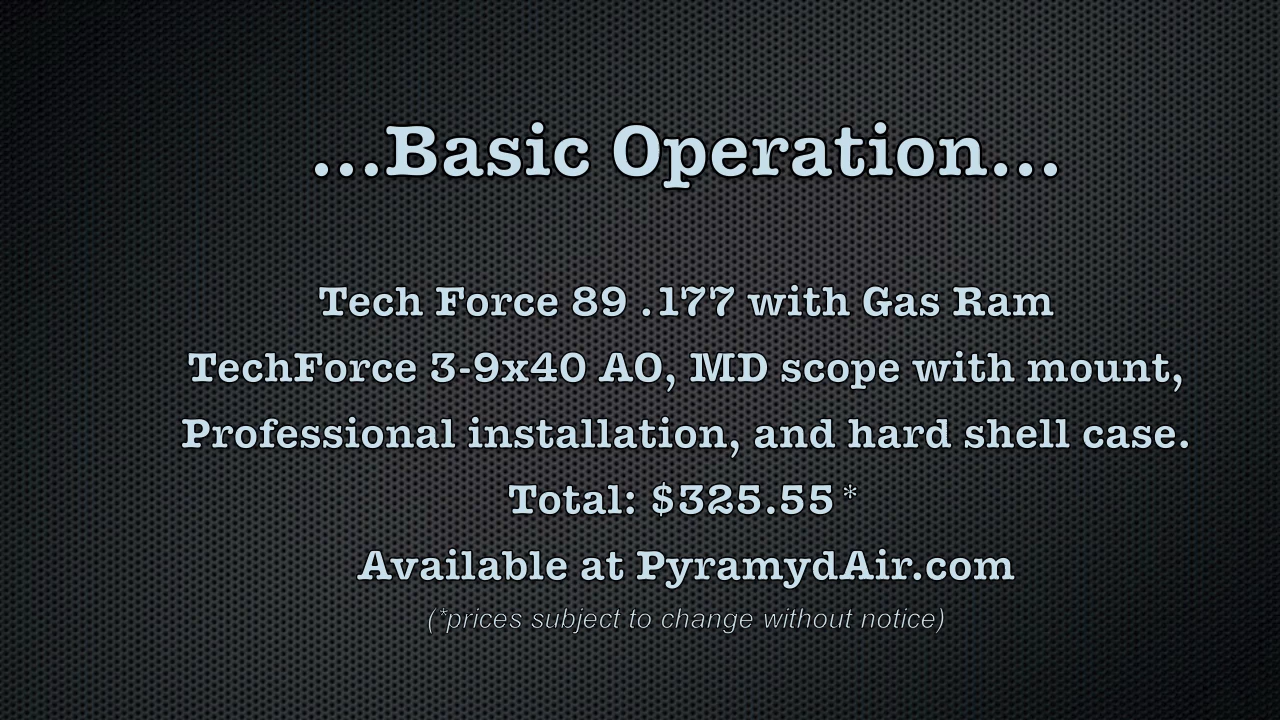 ...Basic Operation...
Tech Force 89 .177 with Gas Ram
TechForce 3-9x40 AO, MD scope with mount,
Professional installation, and hard shell case.
Total: $325.55*
Available at PyramydAir.com
(*prices subject to change without notice)